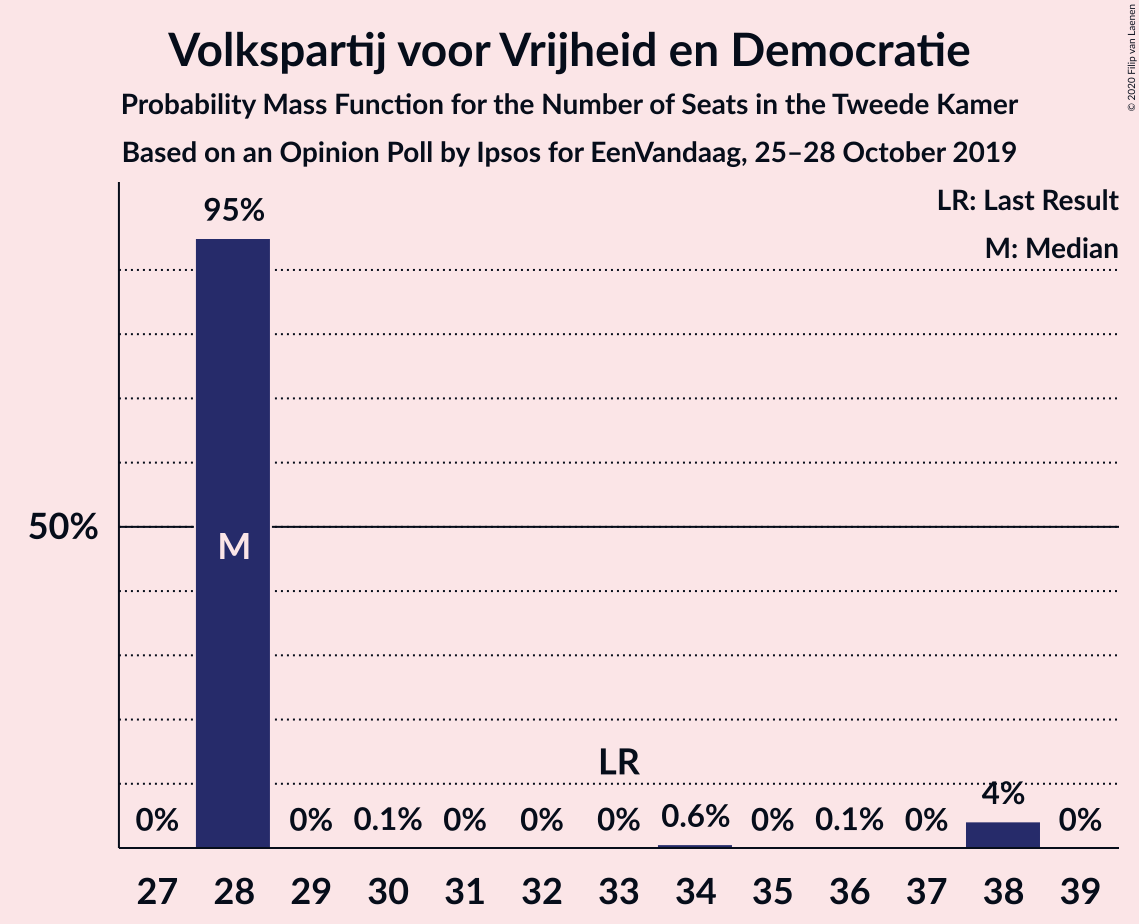 Volkspartij voor Vrijheid en Democratie
Probability Mass Function for the Number of Seats in the Tweede Kamer
Based on an Opinion Poll by Ipsos for EenVandaag, 25–28 October 2019
© 2020 Filip van Laenen
LR: Last Result
M: Median
95%
50%
M
LR
0% 0% 0.1% 0% 0% 0% 0.6% 0% 0.1% 0% 4% 0%
27 28 29 30 31 32 33 34 35 36 37 38 39